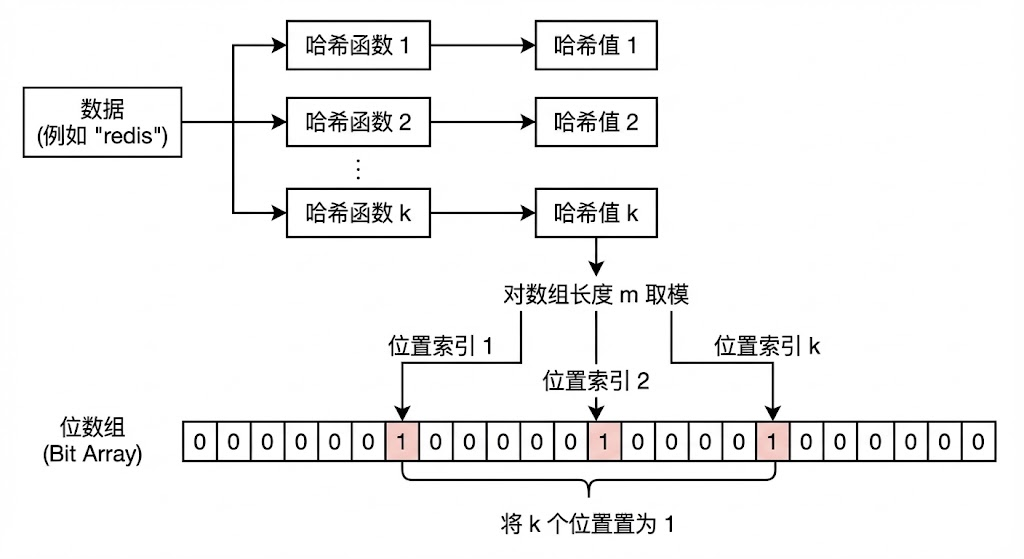 哈希函数 1
哈希值 1
数据
(例如 "redis")
哈希函数 2
哈希值 2
⋮
哈希函数 k
哈希值 k
对数组长度 m 取模
位置索引 1
位置索引 k
位置索引 2
位数组
(Bit Array)
0 0 0 0 0 0 1 0 0 0 0 0 1 0 0 0 0 1 0 0 0 0 0 0
将 k 个位置置为 1